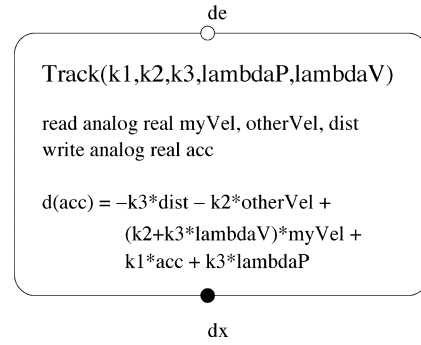 de
Track(k1,k2,k3,lambdaP,lambdaV)
read analog real myVel, otherVel, dist
write analog real acc
d(acc) = −k3*dist − k2*otherVel +
(k2+k3*lambdaV)*myVel +
k1*acc + k3*lambdaP
dx